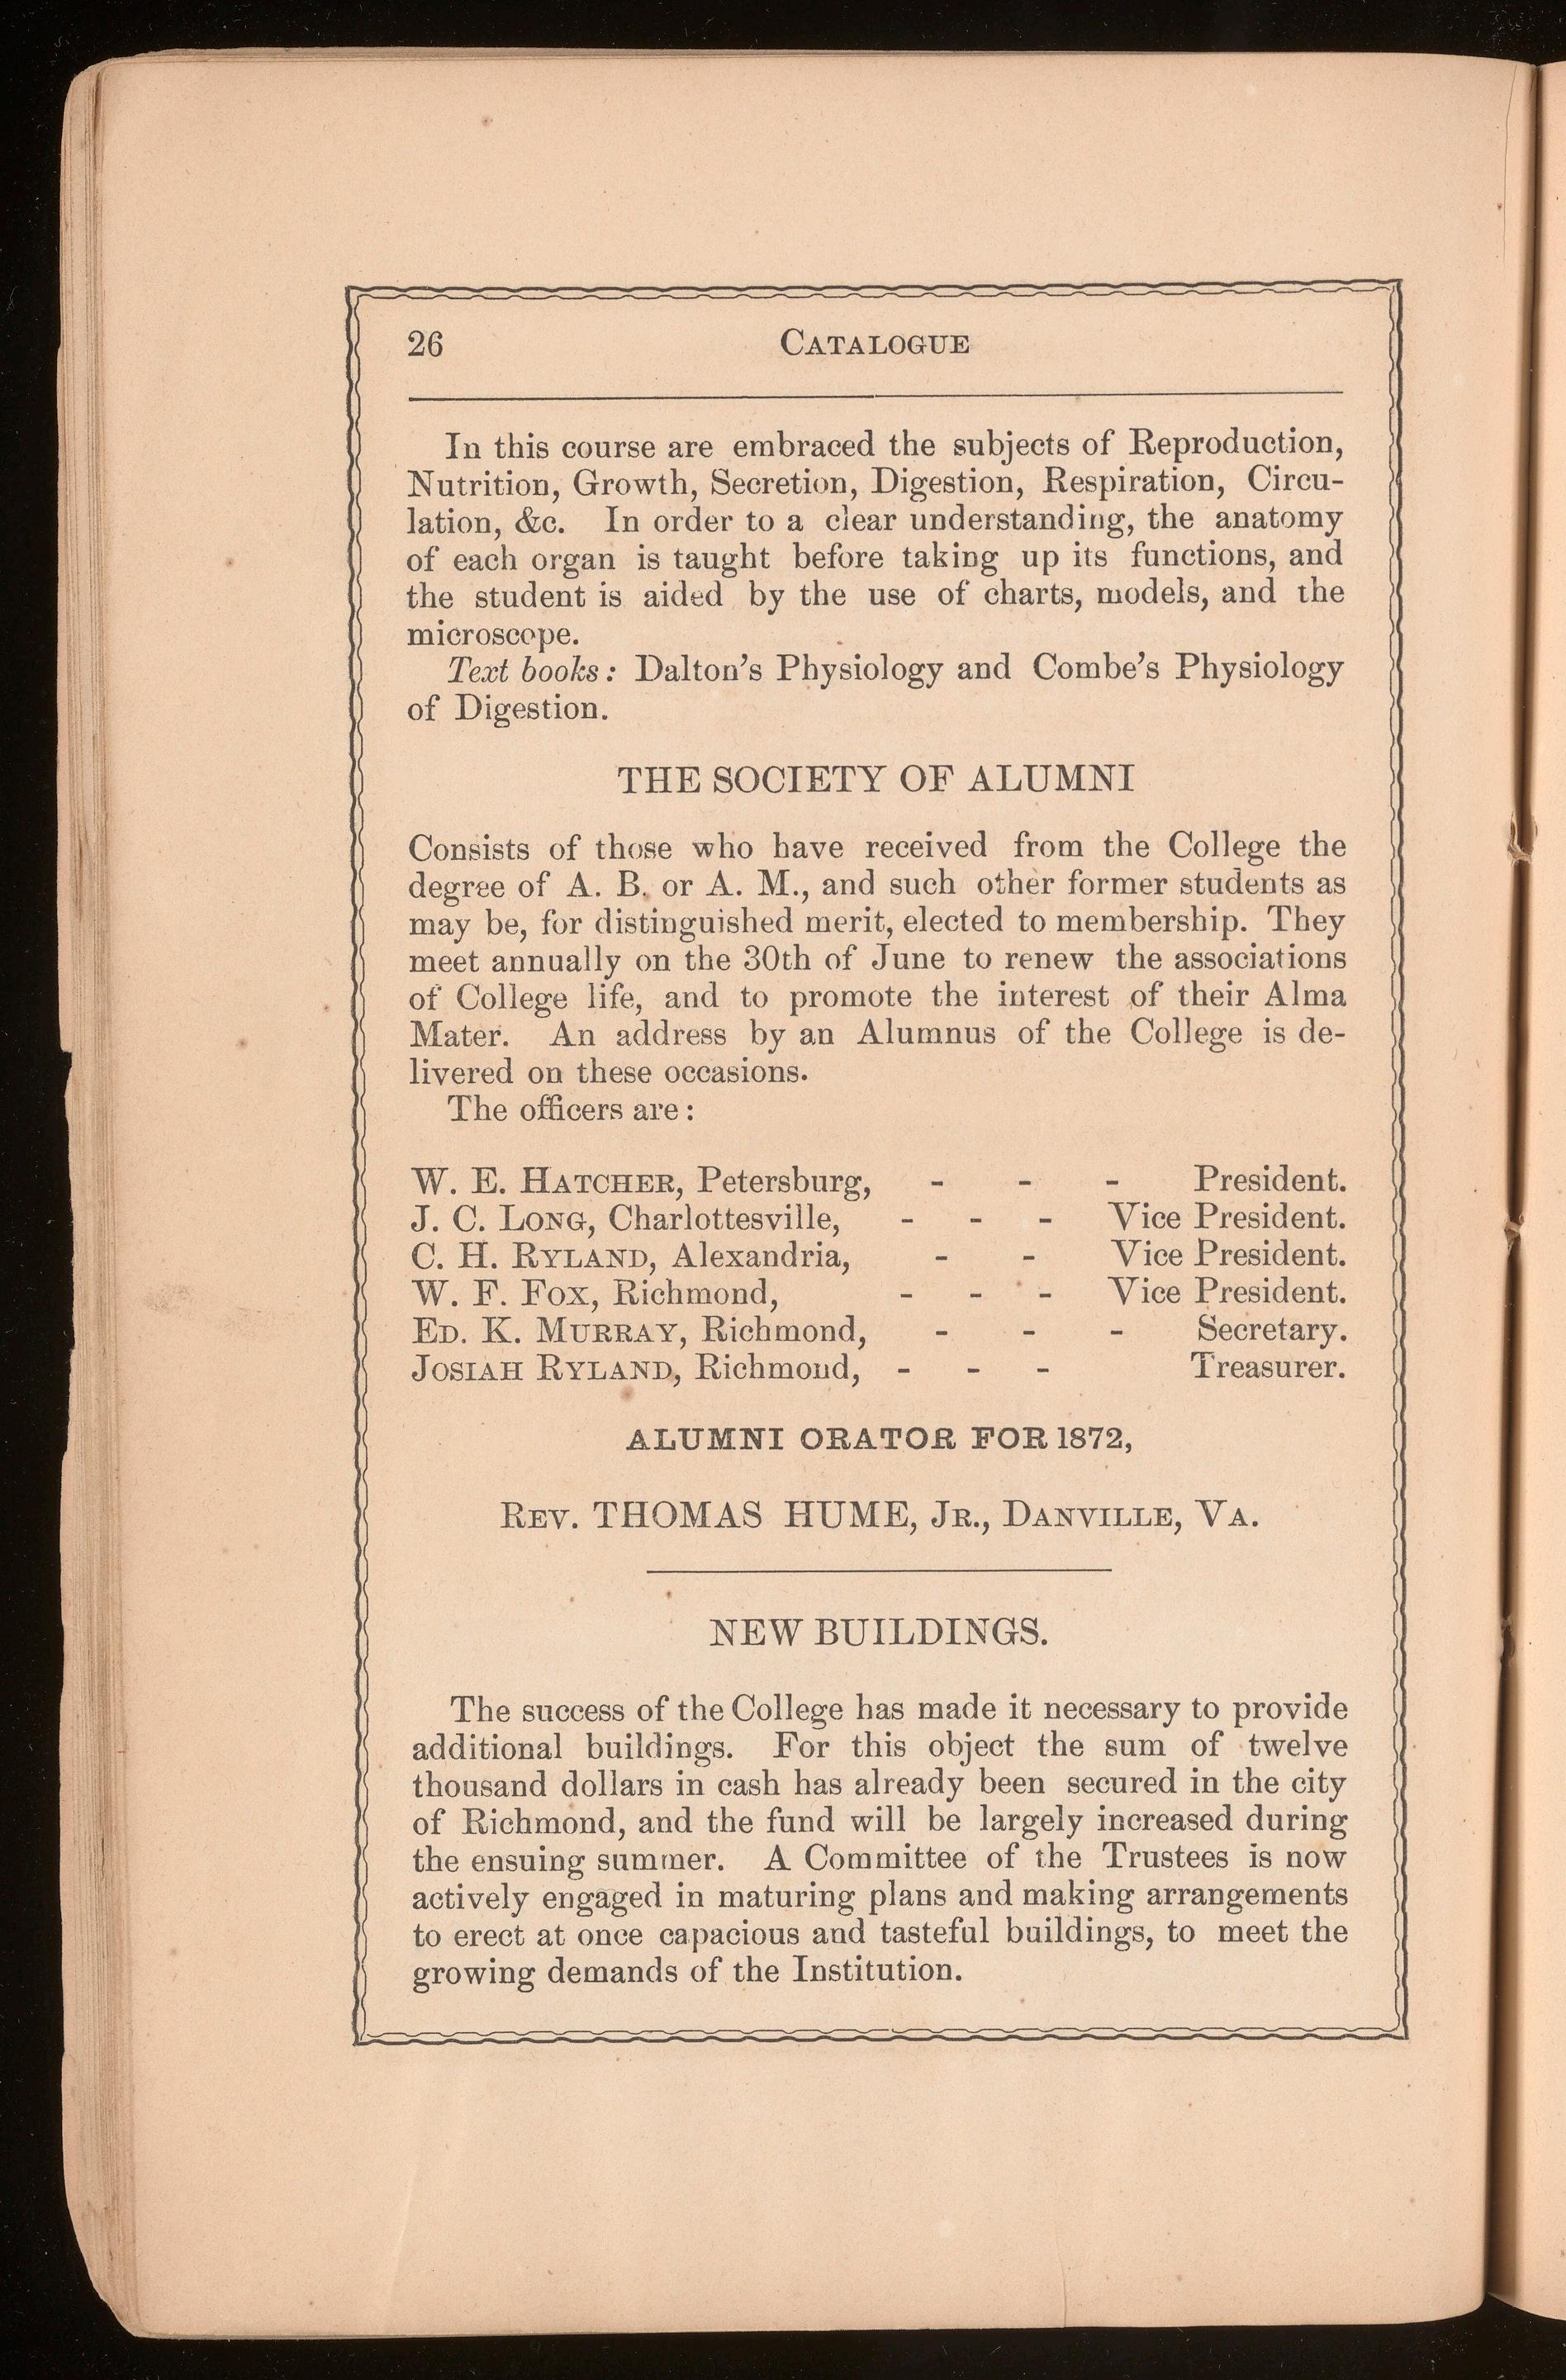 26 CATALOGUE
In this course are embraced the subjects of Reproduction,
Nutrition, Growth, Secretion, Digestion, Respiration, Circu-
lation, &c. In order to a clear understanding, the anatomy
of each organ is taught before taking up its functions, and
the student is aided by the use of charts, models, and the
microscope.
Text books: Dalton's Physiology and Combe's Physiology
of Digestion.
THE SOCIETY OF ALUMNI
Consists of those who have received from the College the
degree of A. B. or A. M., and such other former students as
may be, for distinguished merit, elected to membership. They
meet annually on the 30th of June to renew the associations
of College life, and to promote the interest of their Alma
Mater. An address by an Alumnus of the College is de-
livered on these occasions.
The officers are:
W. E. HATCHER, Petersburg, - - - President.
J. C. LONG, Charlottesville, - - - Vice President.
C. H. RYLAND, Alexandria, - - Vice President.
W. F. FOX, Richmond, - - - Vice President.
ED. K. MURRAY, Richmond, - - - Secretary.
JOSIAH RYLAND, Richmond, - - - Treasurer.
ALUMNI ORATOR FOR 1872,
REV. THOMAS HUME, JR., DANVILLE, VA.
NEW BUILDINGS.
The success of the College has made it necessary to provide
additional buildings. For this object the sum of twelve
thousand dollars in cash has already been secured in the city
of Richmond, and the fund will be largely increased during
the ensuing summer. A Committee of the Trustees is now
actively engaged in maturing plans and making arrangements
to erect at once capacious and tasteful buildings, to meet the
growing demands of the Institution.